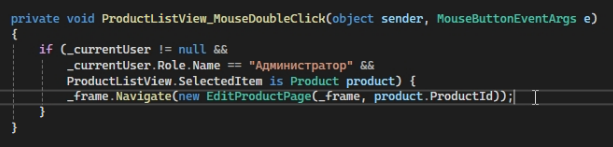 private void ProductListView_MouseDoubleClick(object sender, MouseButtonEventArgs e)
{
if (_currentUser != null &&
_currentUser.Role.Name == "Администратор" &&
ProductListView.SelectedItem is Product product) {
_frame.Navigate(new EditProductPage(_frame, product.ProductId));
}
}